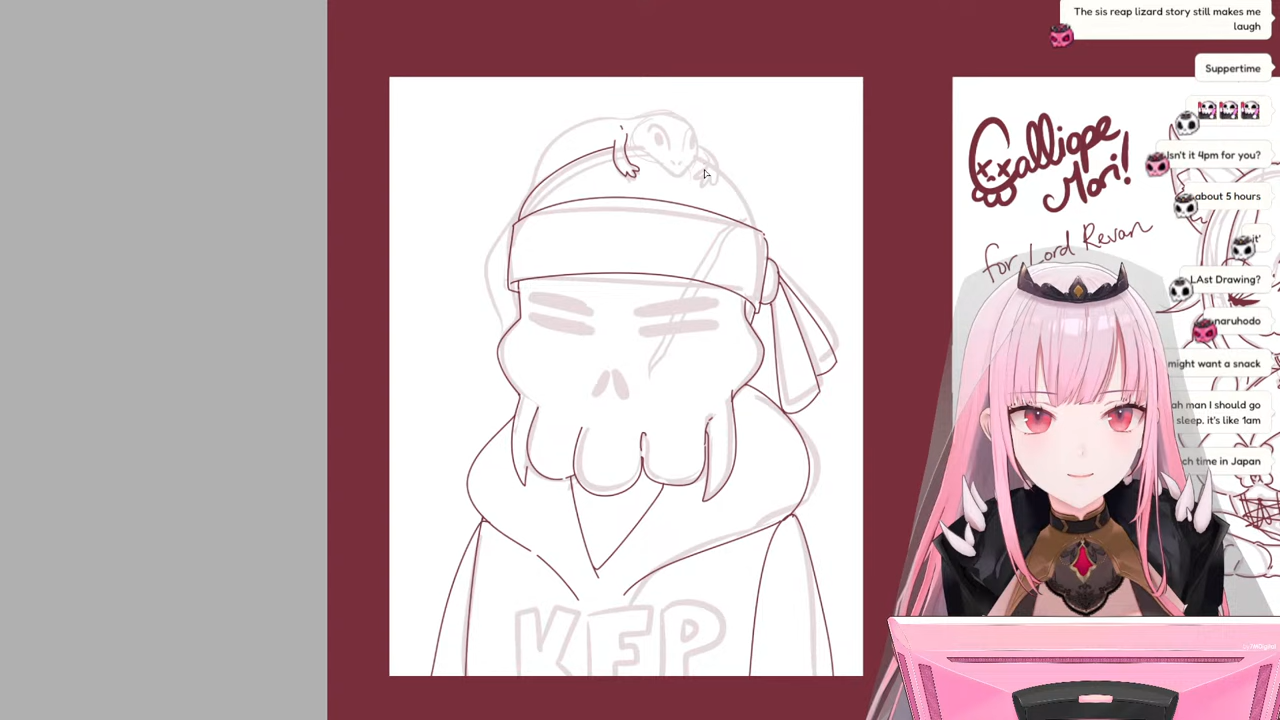 The sis reap lizard story still makes me
laugh
Suppertime
Isn't it 4pm for you?
about 5 hours
it'
LAst Drawing?
naruhodo
might want a snack
ah man I should go
sleep. it's like 1am
ch time in Japan
Calliope
Mori!
for Lord Revan
KFP